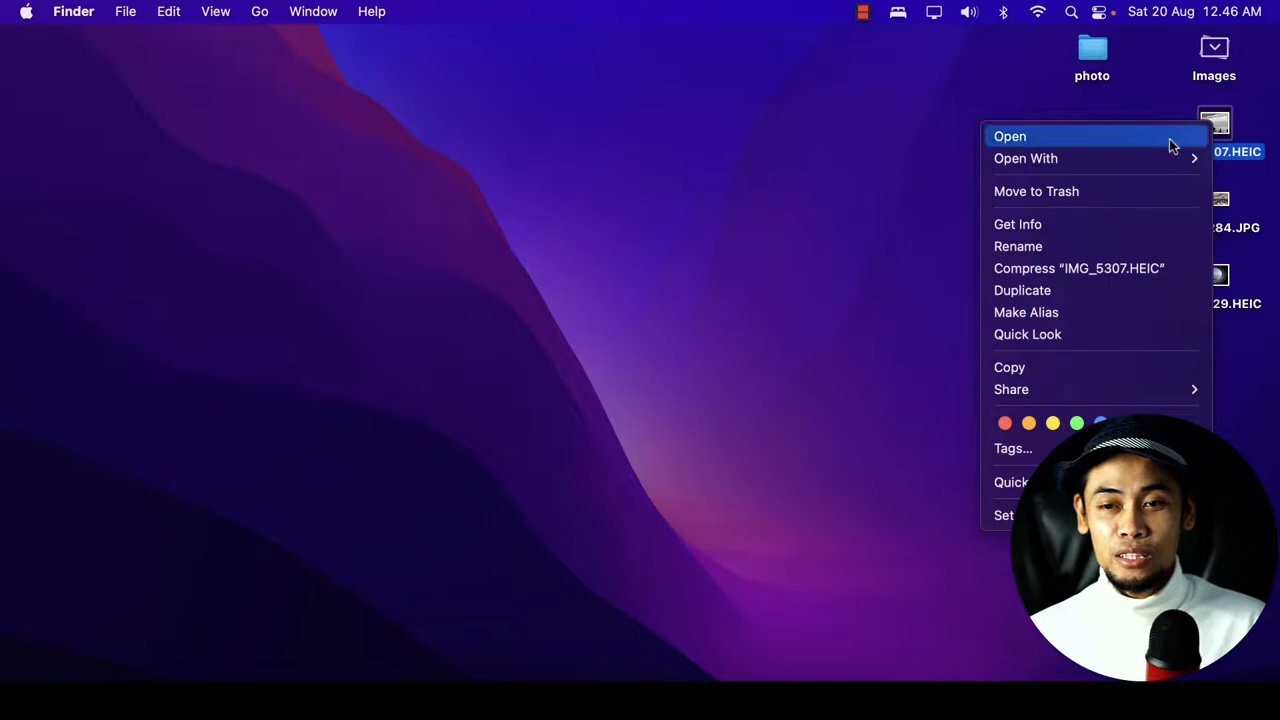 Finder File Edit View Go Window Help Sat 20 Aug 12.46 AM
photo Images
Open
07.HEIC
Open With
Move to Trash
Get Info
284.JPG
Rename
Compress “IMG_5307.HEIC”
Duplicate
29.HEIC
Make Alias
Quick Look
Copy
Share
Tags...
Quick
Set